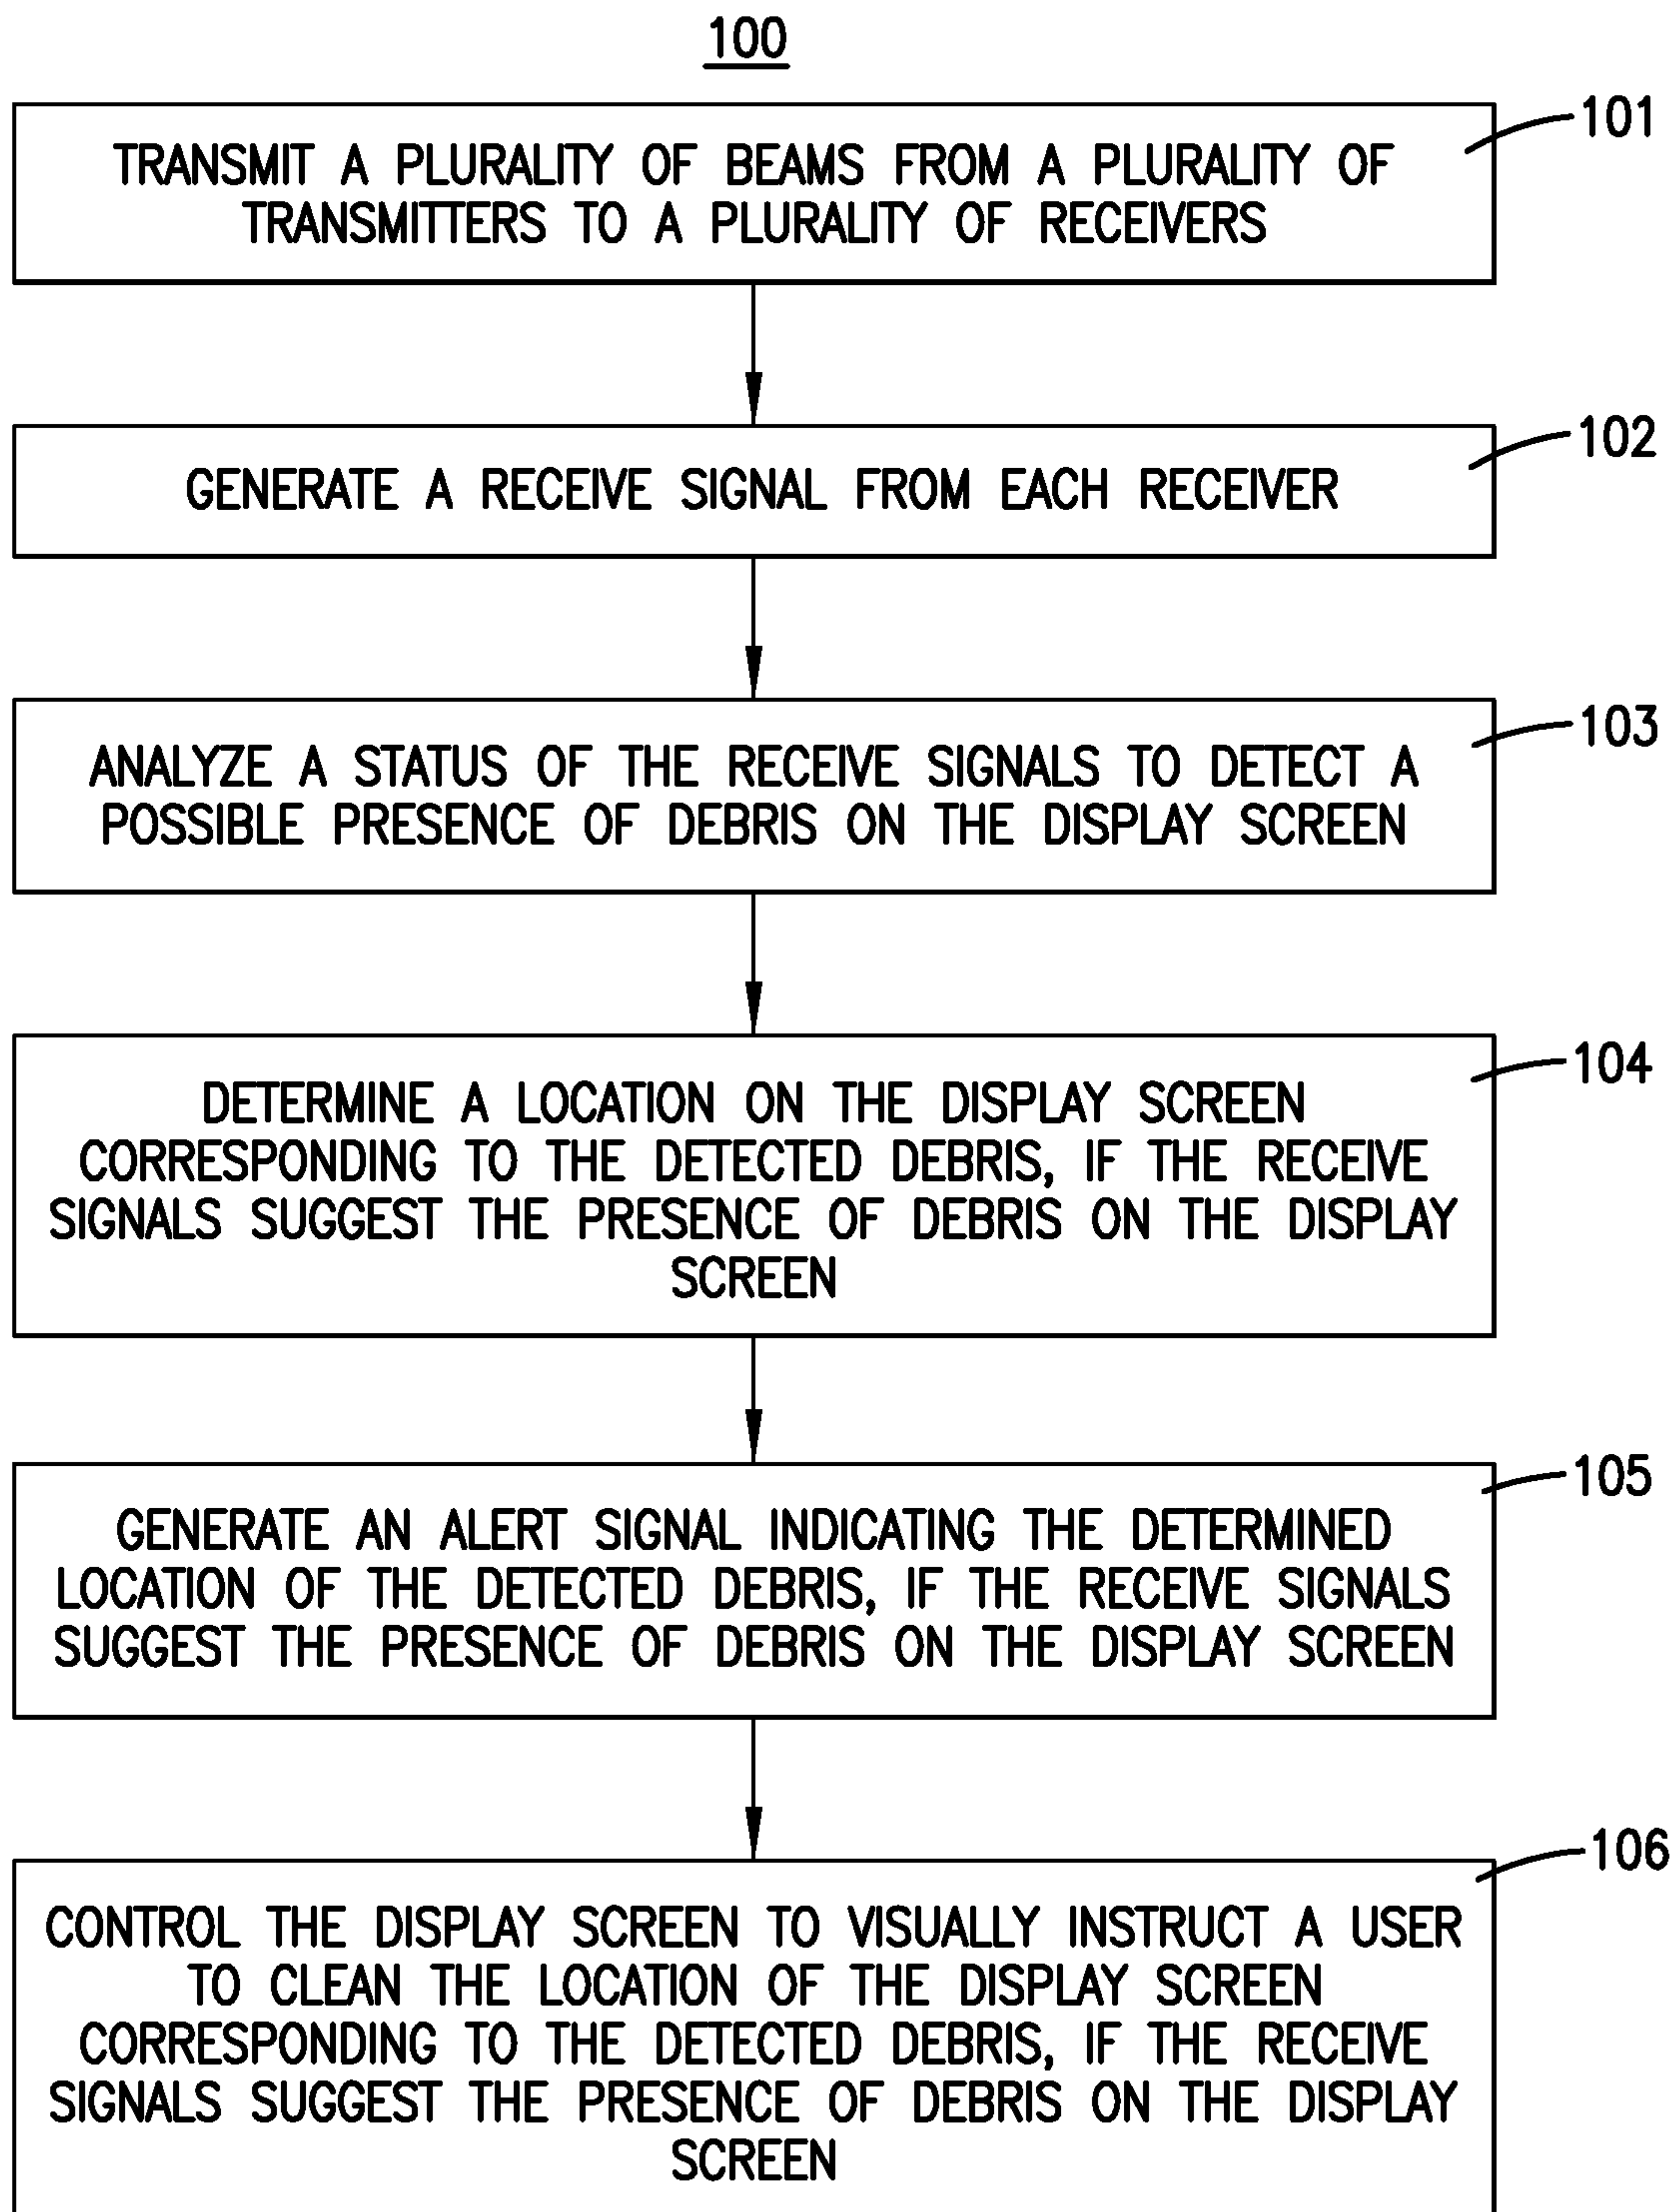 100
101
TRANSMIT A PLURALITY OF BEAMS FROM A PLURALITY OF
TRANSMITTERS TO A PLURALITY OF RECEIVERS
102
GENERATE A RECEIVE SIGNAL FROM EACH RECEIVER
103
ANALYZE A STATUS OF THE RECEIVE SIGNALS TO DETECT A
POSSIBLE PRESENCE OF DEBRIS ON THE DISPLAY SCREEN
104
DETERMINE A LOCATION ON THE DISPLAY SCREEN
CORRESPONDING TO THE DETECTED DEBRIS, IF THE RECEIVE
SIGNALS SUGGEST THE PRESENCE OF DEBRIS ON THE DISPLAY
SCREEN
105
GENERATE AN ALERT SIGNAL INDICATING THE DETERMINED
LOCATION OF THE DETECTED DEBRIS, IF THE RECEIVE SIGNALS
SUGGEST THE PRESENCE OF DEBRIS ON THE DISPLAY SCREEN
106
CONTROL THE DISPLAY SCREEN TO VISUALLY INSTRUCT A USER
TO CLEAN THE LOCATION OF THE DISPLAY SCREEN
CORRESPONDING TO THE DETECTED DEBRIS, IF THE RECEIVE
SIGNALS SUGGEST THE PRESENCE OF DEBRIS ON THE DISPLAY
SCREEN